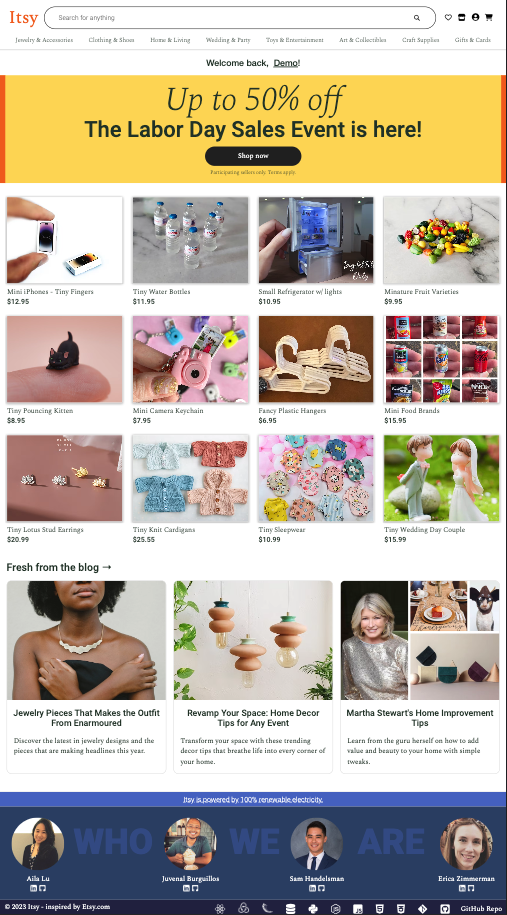 Itsy
Search for anything
Jewelry & Accessories
Clothing & Shoes
Home & Living
Wedding & Party
Toys & Entertainment
Art & Collectibles
Craft Supplies
Gifts & Cards
Welcome back, Demo!
Up to 50% off
The Labor Day Sales Event is here!
Shop now
Participating sellers only. Terms apply.
Mini iPhones - Tiny Fingers
$12.95
Tiny Water Bottles
$11.95
Small Refrigerator w/ lights
$10.95
Minature Fruit Varieties
$9.95
Tiny Pouncing Kitten
$8.95
Mini Camera Keychain
$7.95
Fancy Plastic Hangers
$6.95
Mini Food Brands
$15.95
Tiny Lotus Stud Earrings
$20.99
Tiny Knit Cardigans
$25.55
Tiny Sleepwear
$10.99
Tiny Wedding Day Couple
$15.99
Fresh from the blog →
Jewelry Pieces That Makes the Outfit
From Enarmoured
Discover the latest in jewelry designs and the
pieces that are making headlines this year.
Revamp Your Space: Home Decor
Tips for Any Event
Transform your space with these trending
decor tips that breathe life into every corner of
your home.
Martha Stewart's Home Improvement
Tips
Learn from the guru herself on how to add
value and beauty to your home with simple
tweaks.
Itsy is powered by 100% renewable electricity.
WHO WE ARE
Aila Lu
Juvenal Burguillos
Sam Handelsman
Erica Zimmerman
© 2023 Itsy - inspired by Etsy.com
GitHub Repo